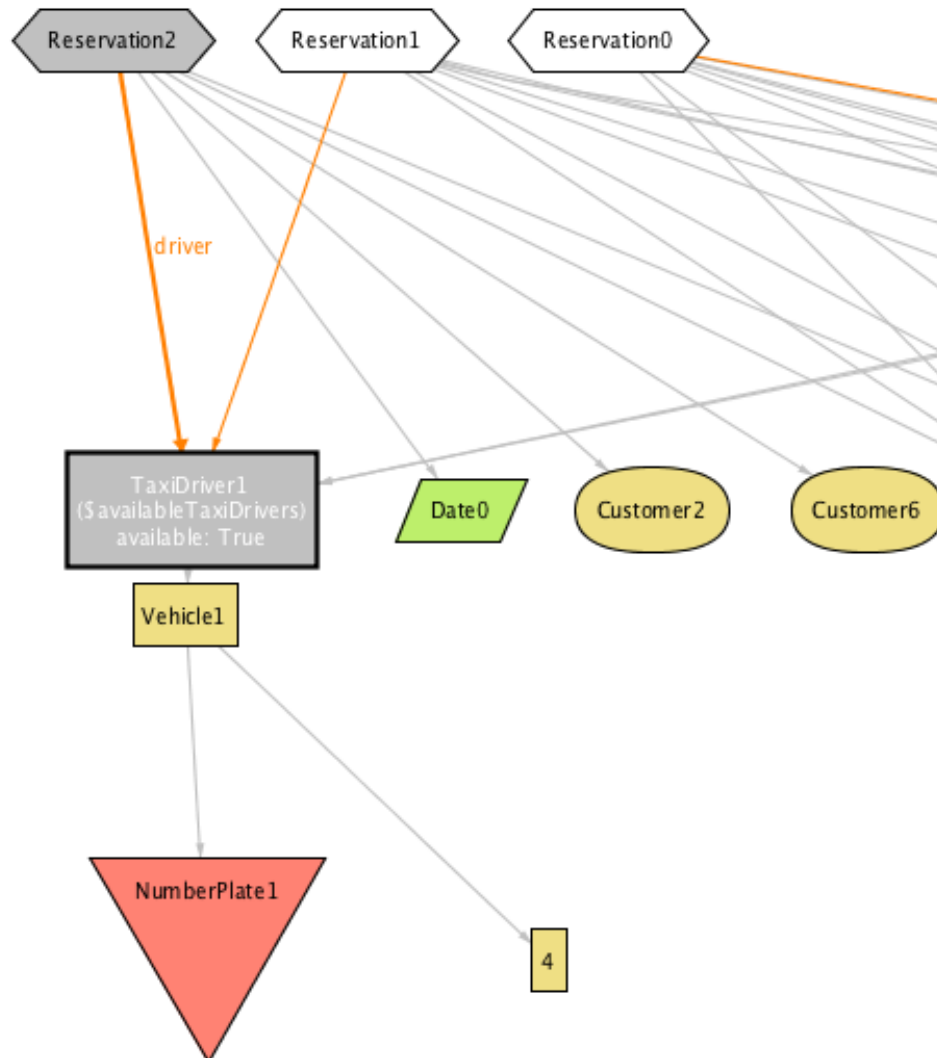 Reservation2
Reservation1
Reservation0
driver
TaxiDriver1
($availableTaxiDrivers)
available: True
Date0
Customer2
Customer6
Vehicle1
NumberPlate1
4